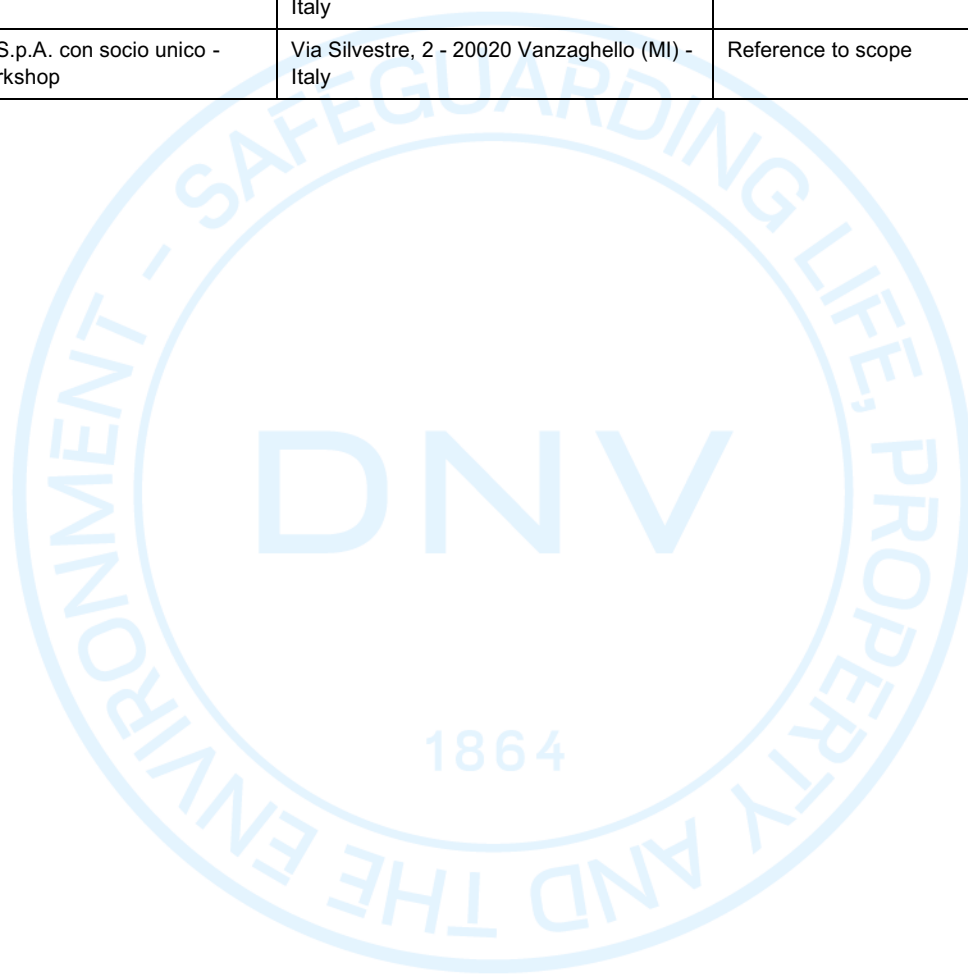 Italy
S.p.A. con socio unico -
rkshop
Via Silvestre, 2 - 20020 Vanzaghello (MI) -
Italy
Reference to scope
SAFEGUARDING LIFE, PROPERTY AND THE ENVIRONMENT -
DNV
1864